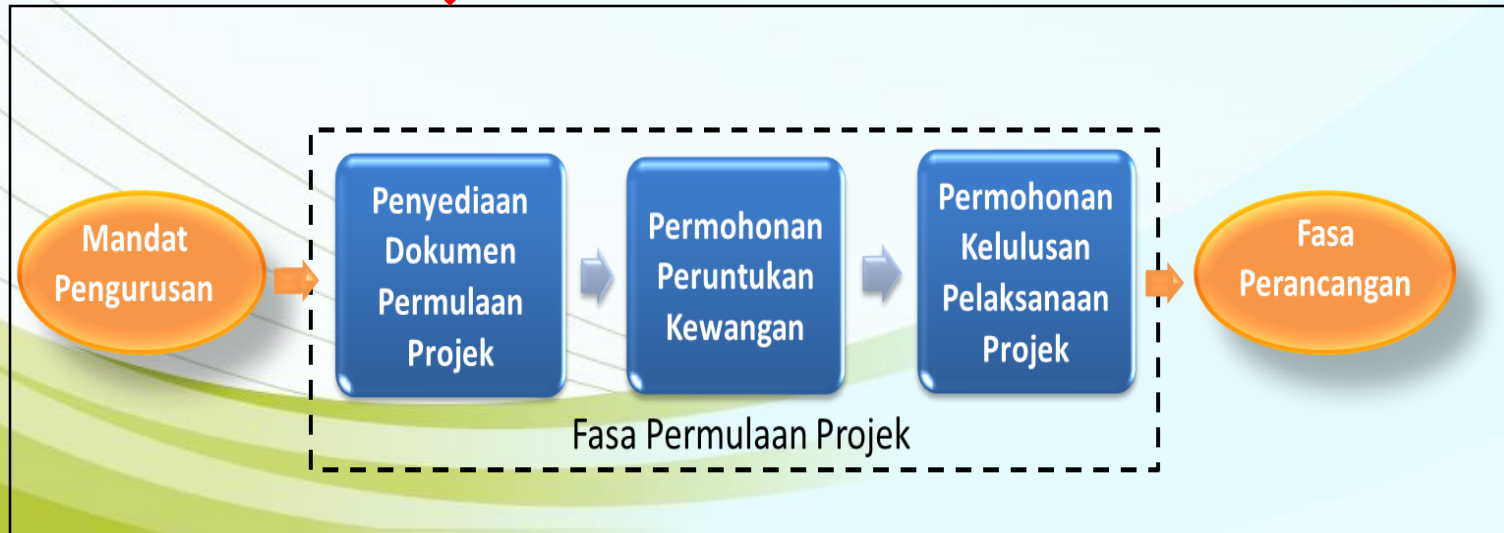 Mandat
Pengurusan
Penyediaan
Dokumen
Permulaan
Projek
Permohonan
Peruntukan
Kewangan
Permohonan
Kelulusan
Pelaksanaan
Projek
Fasa
Perancangan
Fasa Permulaan Projek